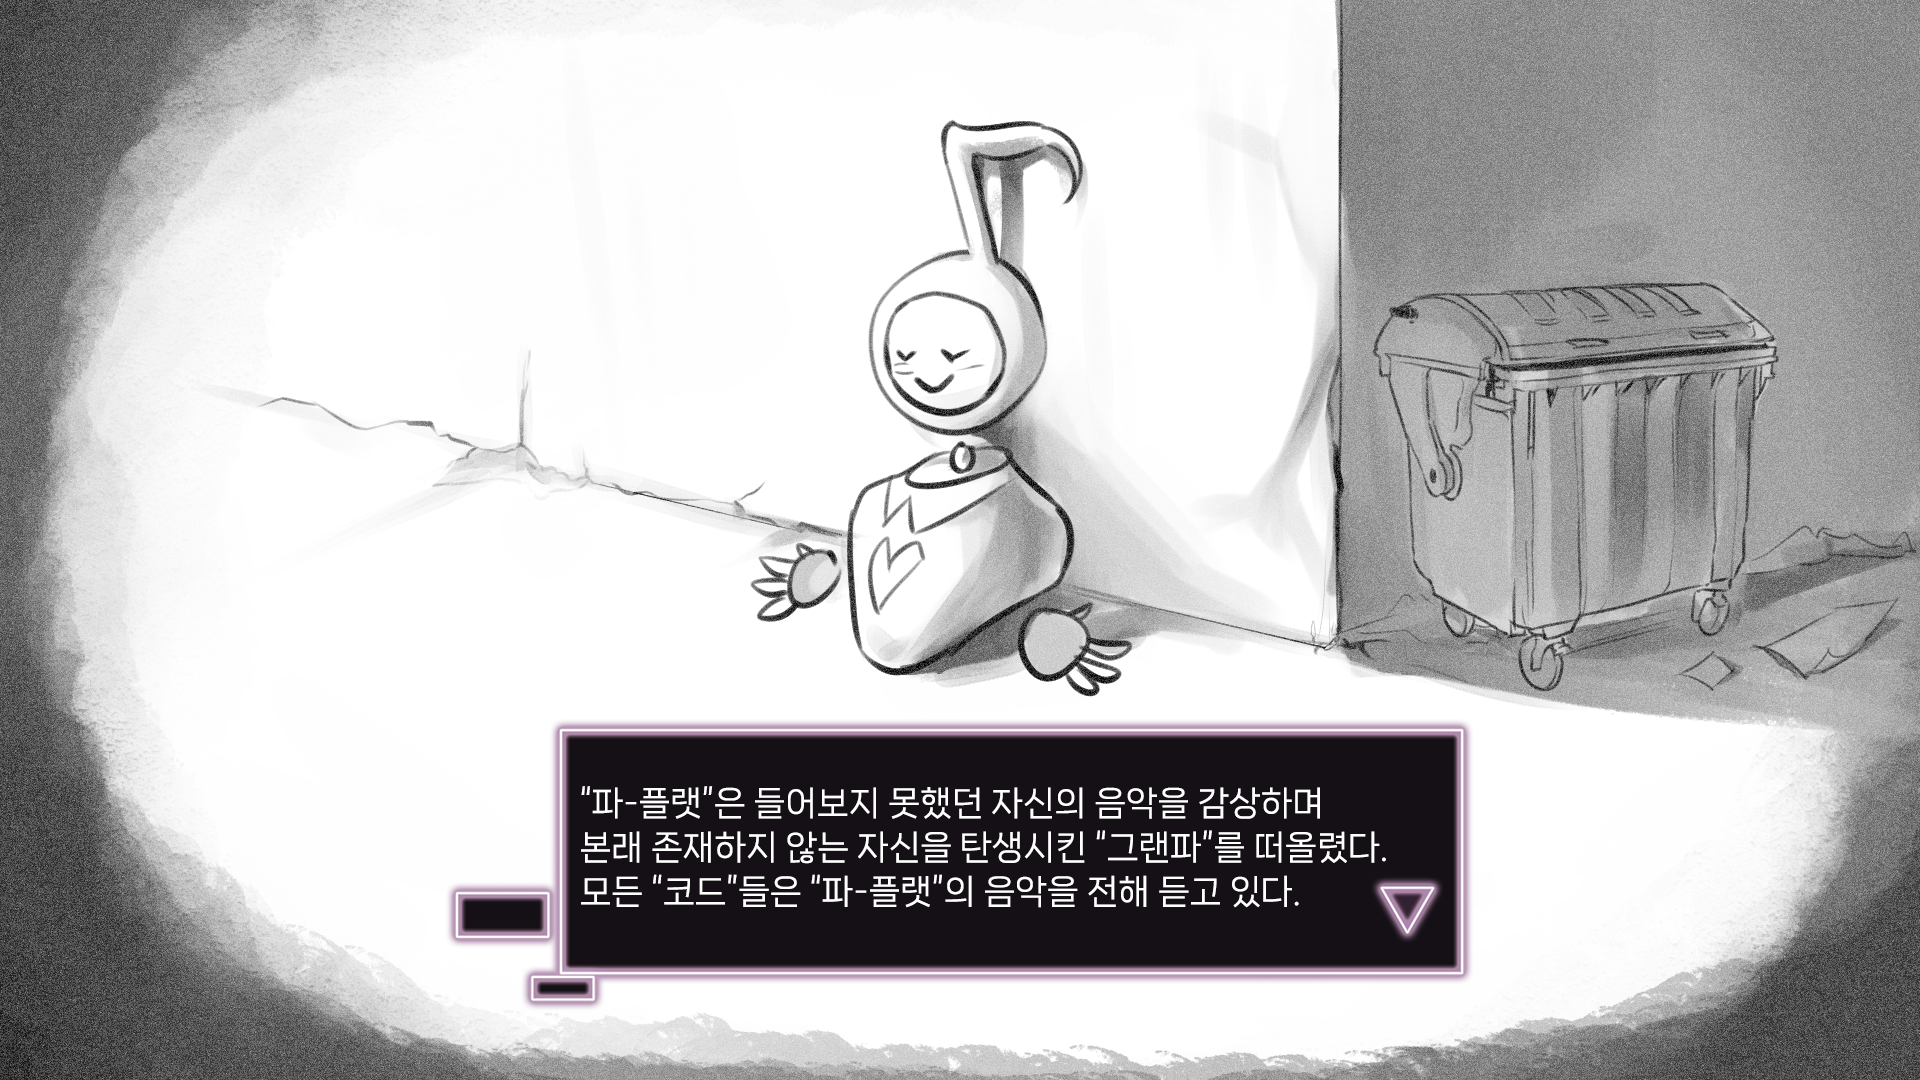 "파-플랫"은 들어보지 못했던 자신의 음악을 감상하며
본래 존재하지 않는 자신을 탄생시킨 "그랜파"를 떠올렸다.
모든 "코드"들은 "파-플랫"의 음악을 전해 듣고 있다.